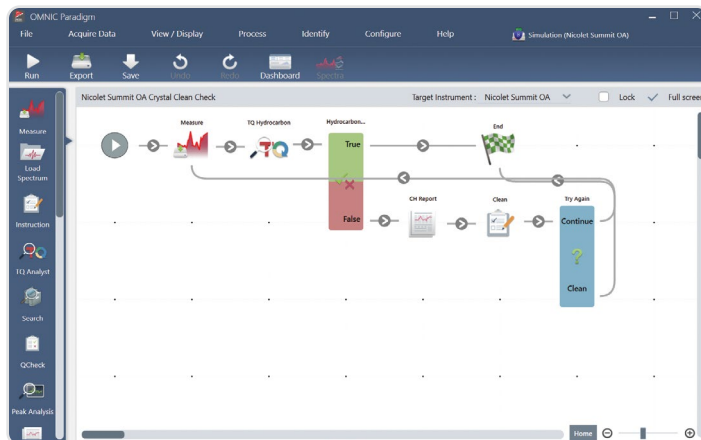 OMNIC Paradigm
File Acquire Data View / Display Process Identify Configure Help Simulation (Nicolet Summit OA)
Run Export Save Undo Redo Dashboard Spectra
Nicolet Summit OA Crystal Clean Check Target Instrument : Nicolet Summit OA Lock Full screen
Measure
Load
Spectrum
Instruction
TQ Analyst
Search
QCheck
Peak Analysis
Measure TQ Hydrocarbon Hydrocarbon... End
True
False
CH Report Clean Try Again
Continue
?
Clean
Home